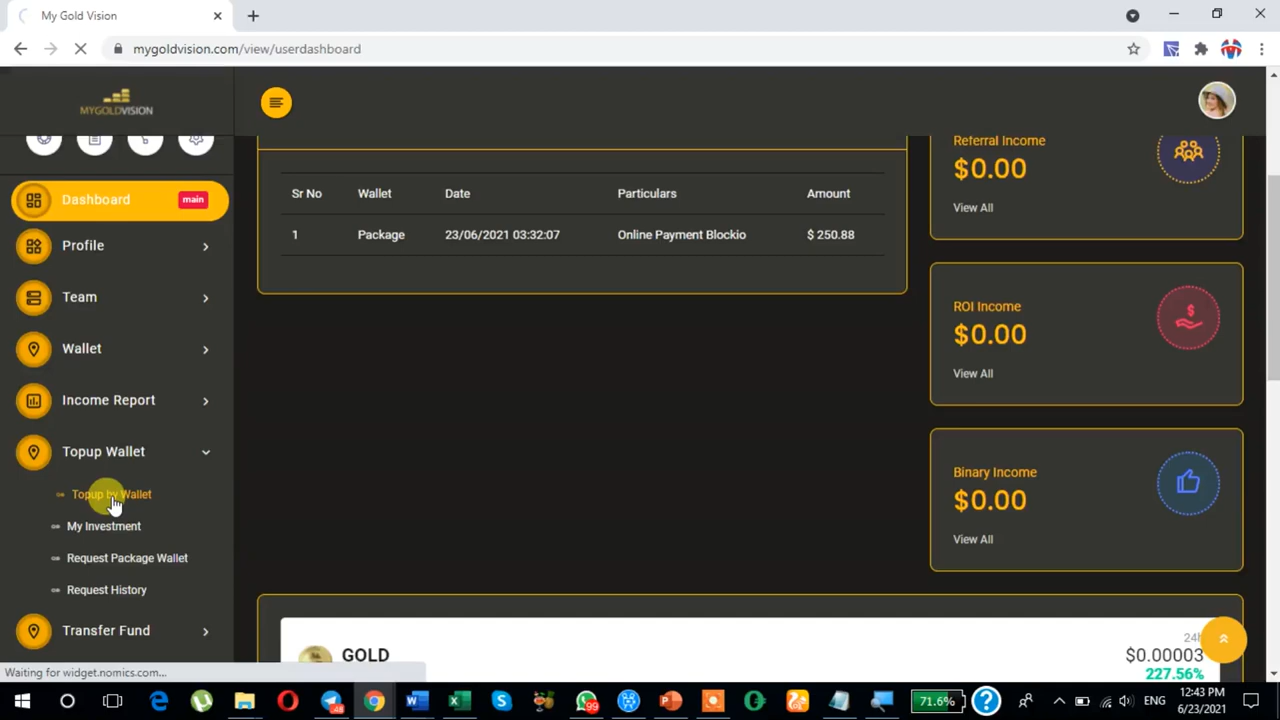 My Gold Vision
mygoldvision.com/view/userdashboard
MYGOLDVISION
Dashboard main
Profile
Team
Wallet
Income Report
Topup Wallet
Topup by Wallet
My Investment
Request Package Wallet
Request History
Transfer Fund
Sr No Wallet Date Particulars Amount
1 Package 23/06/2021 03:32:07 Online Payment Blockio $ 250.88
Referral Income
$0.00
View All
ROI Income
$0.00
View All
Binary Income
$0.00
View All
GOLD
24h
$0.00003
227.56%
Waiting for widget.nomics.com...
48
99
71.6%
ENG
12:43 PM
6/23/2021